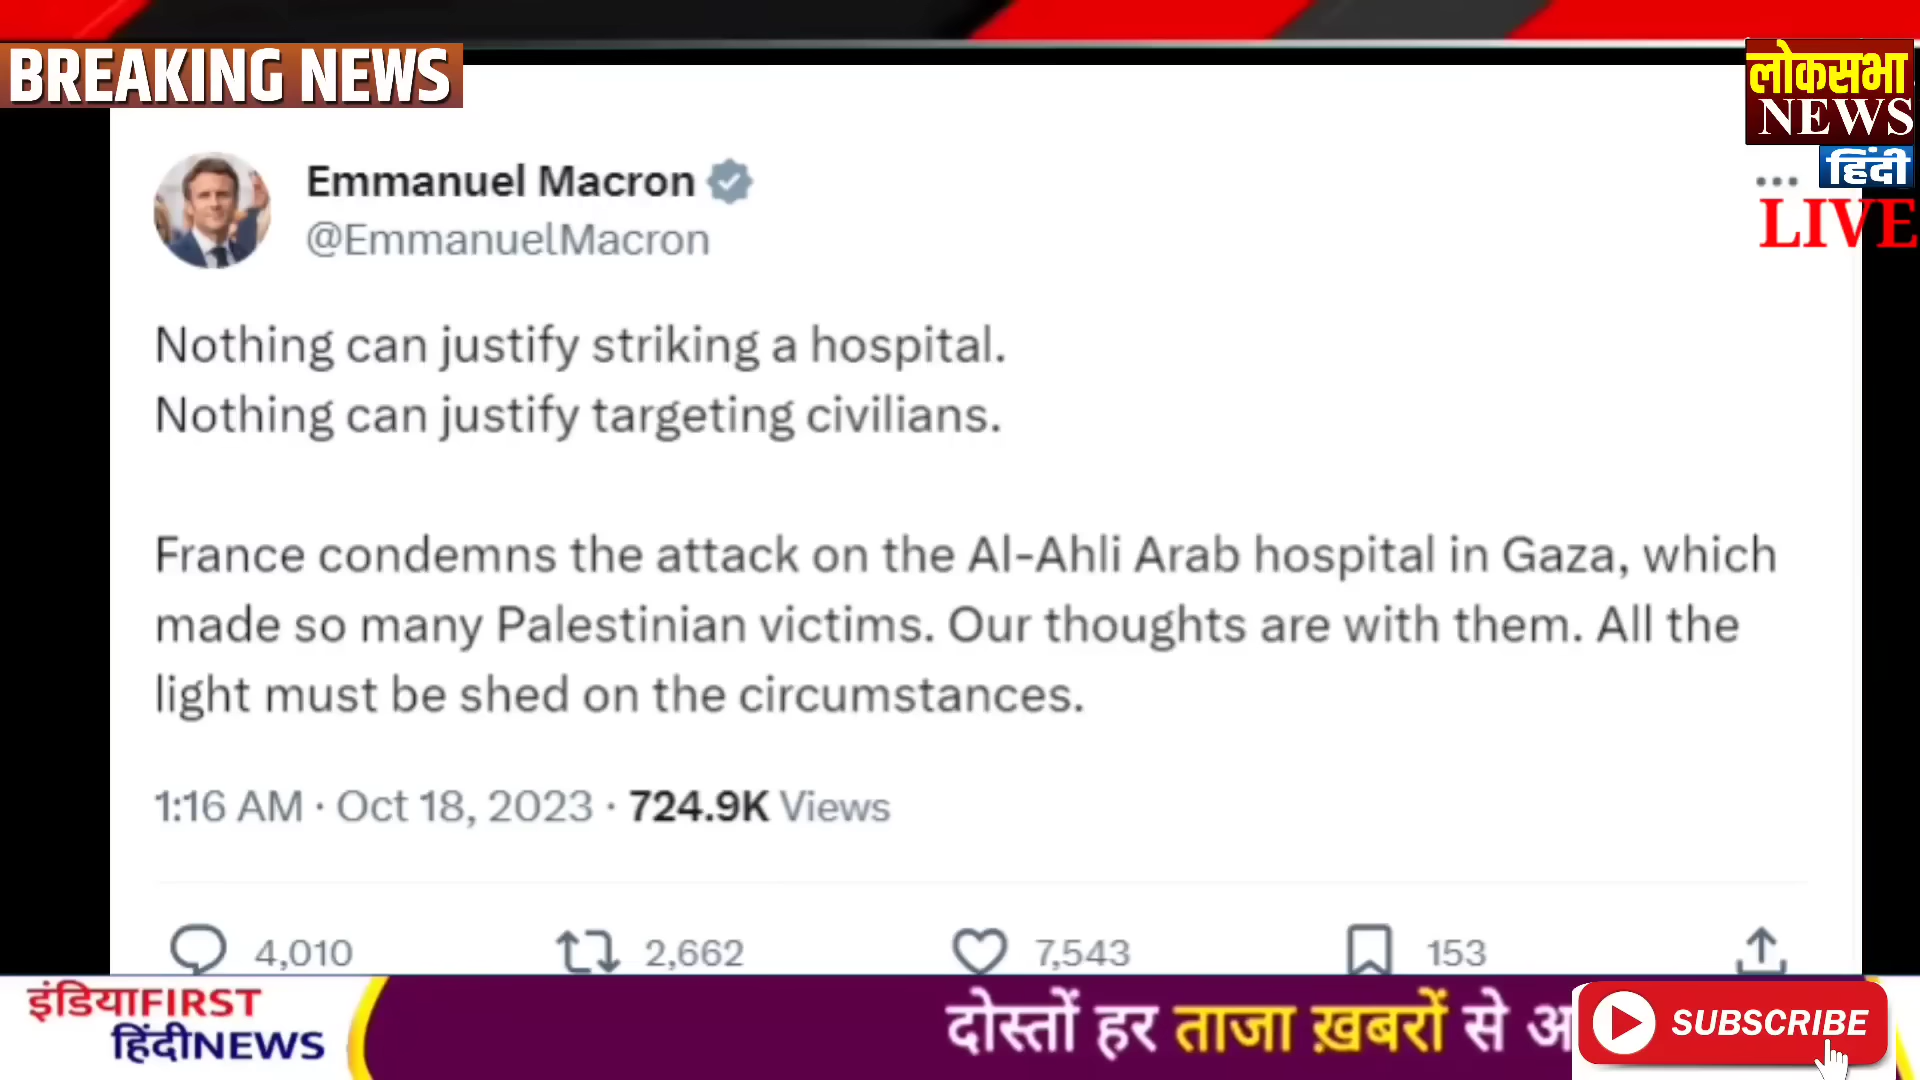 BREAKING NEWS
लोकसभा
NEWS
हिंदी
LIVE
Emmanuel Macron
@EmmanuelMacron
Nothing can justify striking a hospital.
Nothing can justify targeting civilians.
France condemns the attack on the Al-Ahli Arab hospital in Gaza, which
made so many Palestinian victims. Our thoughts are with them. All the
light must be shed on the circumstances.
1:16 AM · Oct 18, 2023 · 724.9K Views
4,010 2,662 7,543 153
इंडियाFIRST
हिंदीNEWS
दोस्तों हर ताजा ख़बरों से अ
SUBSCRIBE